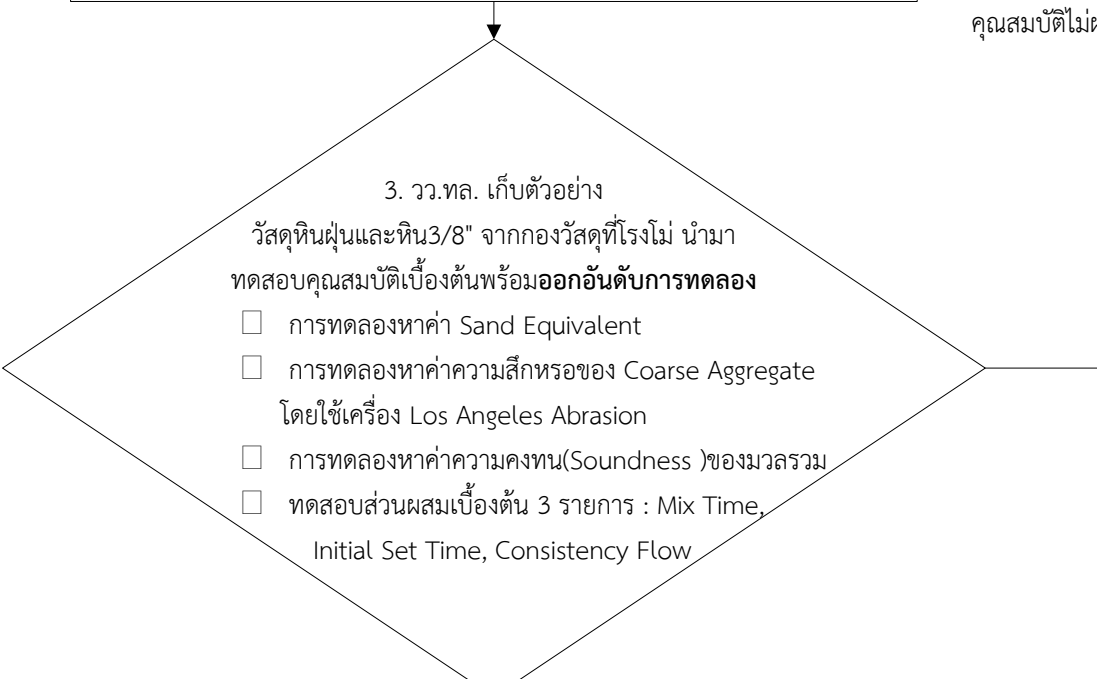 คุณสมบัติไม่
3. วว.ทล. เก็บตัวอย่าง
วัสดุหินฝุ่นและหิน3/8" จากกองวัสดุที่โรงโม่ นำมา
ทดสอบคุณสมบัติเบื้องต้นพร้อมออกอันดับการทดลอง
☐ การทดลองหาค่า Sand Equivalent
☐ การทดลองหาค่าความสึกหรอของ Coarse Aggregate
โดยใช้เครื่อง Los Angeles Abrasion
☐ การทดลองหาค่าความคงทน(Soundness )ของมวลรวม
☐ ทดสอบส่วนผสมเบื้องต้น 3 รายการ : Mix Time,
Initial Set Time, Consistency Flow